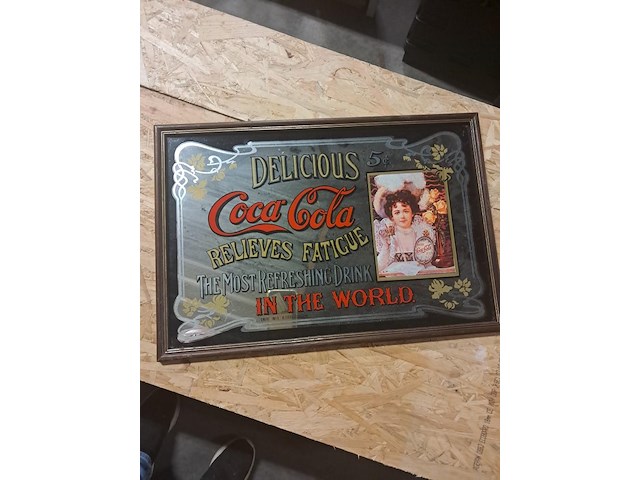 DELICIOUS 5¢
Coca-Cola
RELIEVES FATIGUE
THE MOST REFRESHING DRINK
IN THE WORLD.